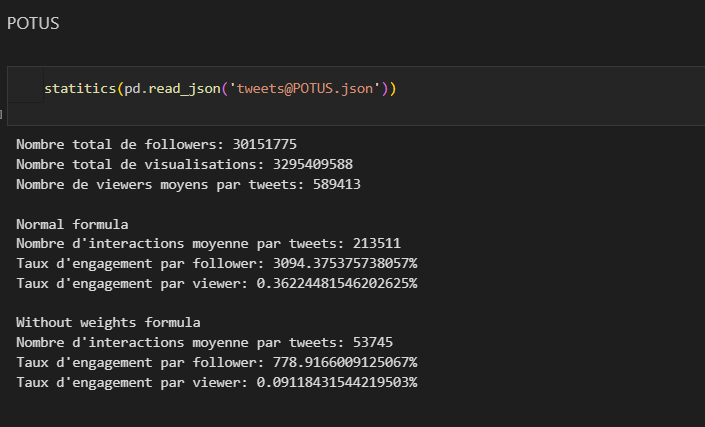 POTUS
statitics(pd.read_json('tweets@POTUS.json'))
Nombre total de followers: 30151775
Nombre total de visualisations: 3295409588
Nombre de viewers moyens par tweets: 589413
Normal formula
Nombre d'interactions moyenne par tweets: 213511
Taux d'engagement par follower: 3094.375375738057%
Taux d'engagement par viewer: 0.36224481546202625%
Without weights formula
Nombre d'interactions moyenne par tweets: 53745
Taux d'engagement par follower: 778.9166009125067%
Taux d'engagement par viewer: 0.09118431544219503%